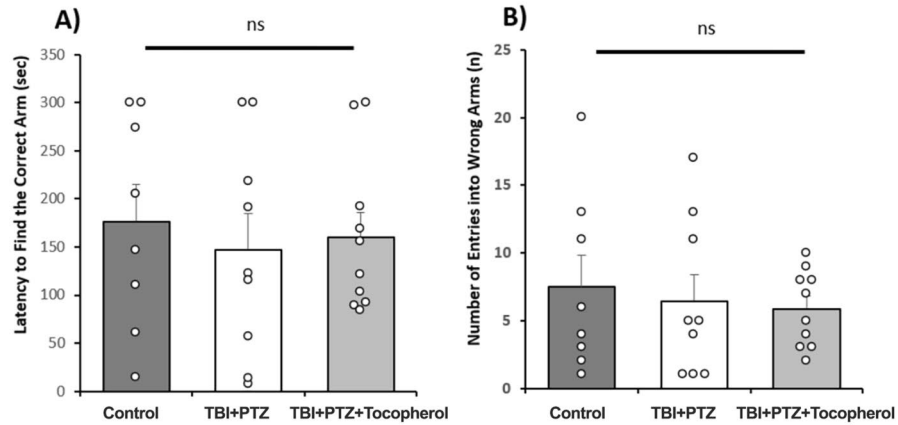 A)
ns
Latency to Find the Correct Arm (sec)
350
300
250
200
150
100
50
0
Control
TBI+PTZ
TBI+PTZ+Tocopherol
B)
ns
Number of Entries into Wrong Arms (n)
25
20
15
10
5
0
Control
TBI+PTZ
TBI+PTZ+Tocopherol